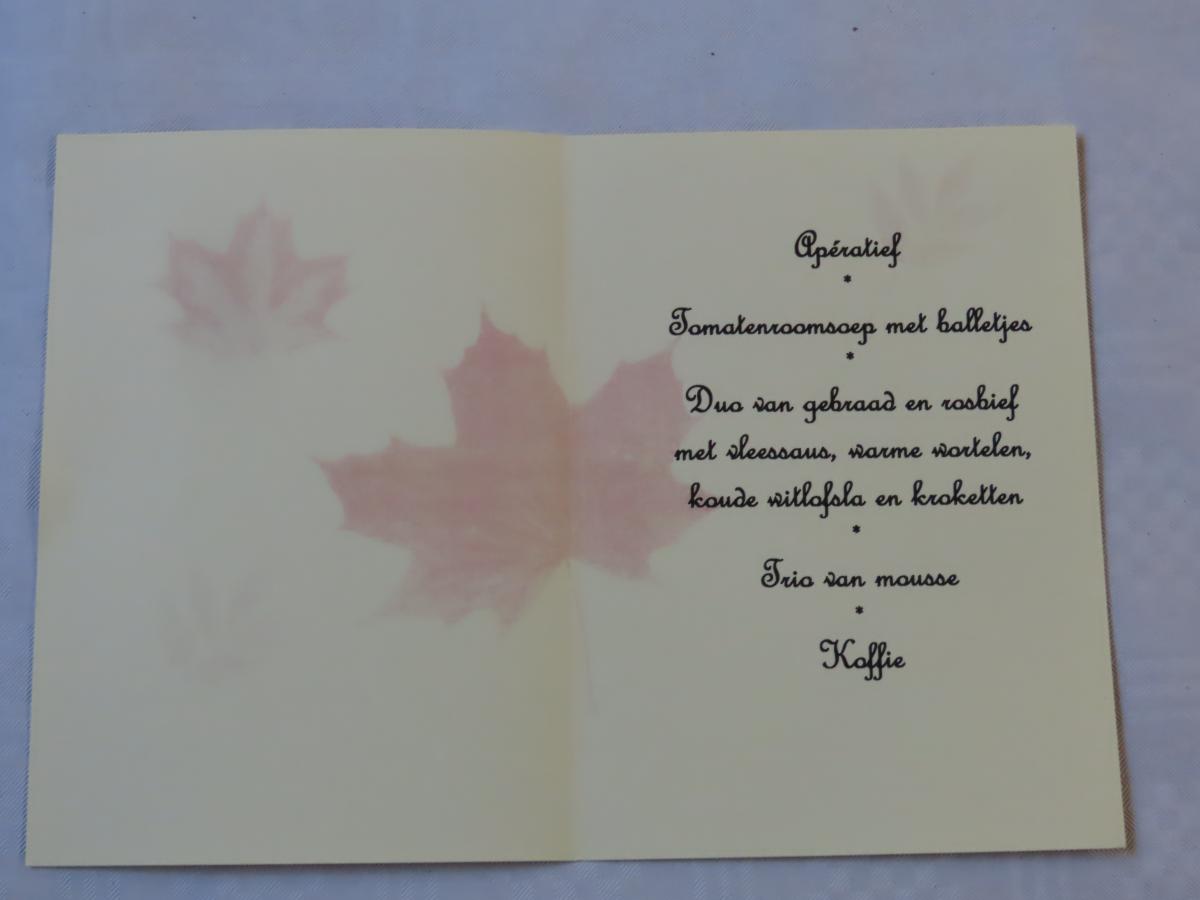 Apératief
*
Tomatenroomsoep met balletjes
*
Duo van gebraad en rosbief
met vleessaus, warme wortelen,
koude witlofsla en kroketten
*
Trio van mousse
*
Koffie